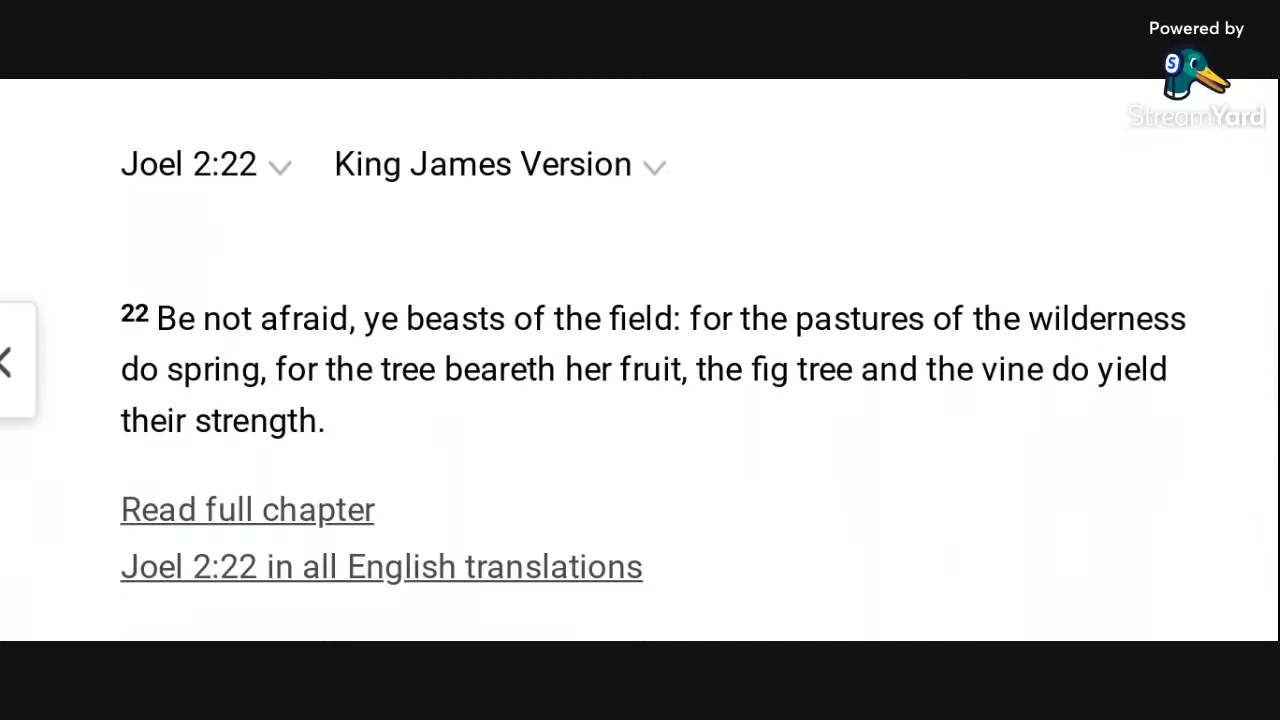 Powered by
S
StreamYard
Joel 2:22 King James Version
22 Be not afraid, ye beasts of the field: for the pastures of the wilderness
do spring, for the tree beareth her fruit, the fig tree and the vine do yield
their strength.
Read full chapter
Joel 2:22 in all English translations